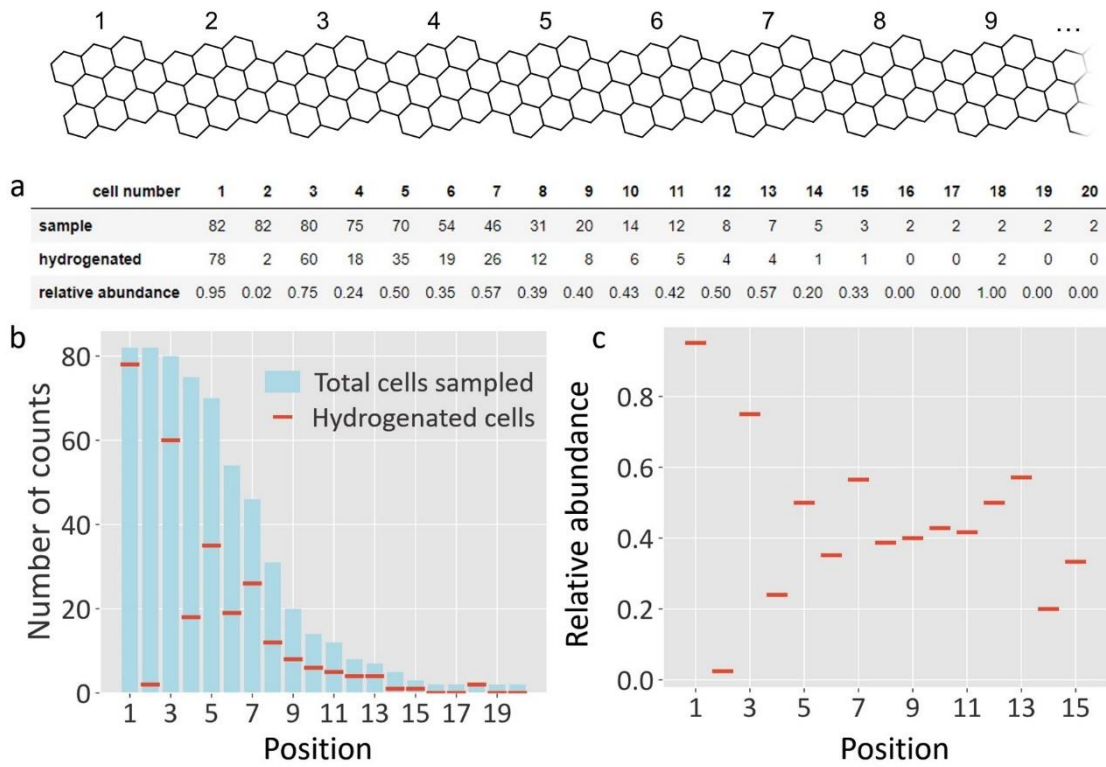 1 2 3 4 5 6 7 8 9 ...
a
cell number 1 2 3 4 5 6 7 8 9 10 11 12 13 14 15 16 17 18 19 20
sample 82 82 80 75 70 54 46 31 20 14 12 8 7 5 3 2 2 2 2 2
hydrogenated 78 2 60 18 35 19 26 12 8 6 5 4 4 1 1 0 0 2 0 0
relative abundance 0.95 0.02 0.75 0.24 0.50 0.35 0.57 0.39 0.40 0.43 0.42 0.50 0.57 0.20 0.33 0.00 0.00 1.00 0.00 0.00
b
Number of counts
80
60
40
20
0
Total cells sampled
Hydrogenated cells
1 3 5 7 9 11 13 15 17 19
Position
c
Relative abundance
0.8
0.6
0.4
0.2
0.0
1 3 5 7 9 11 13 15
Position